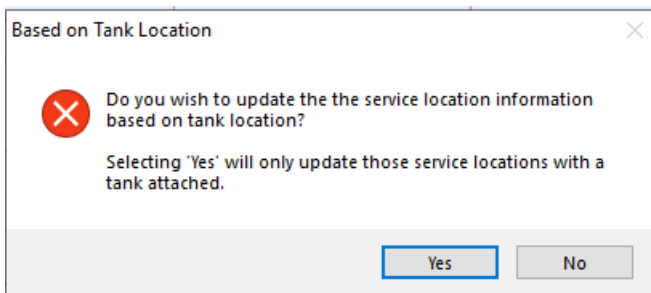 Based on Tank Location
Do you wish to update the the service location information
based on tank location?
Selecting 'Yes' will only update those service locations with a
tank attached.
Yes
No